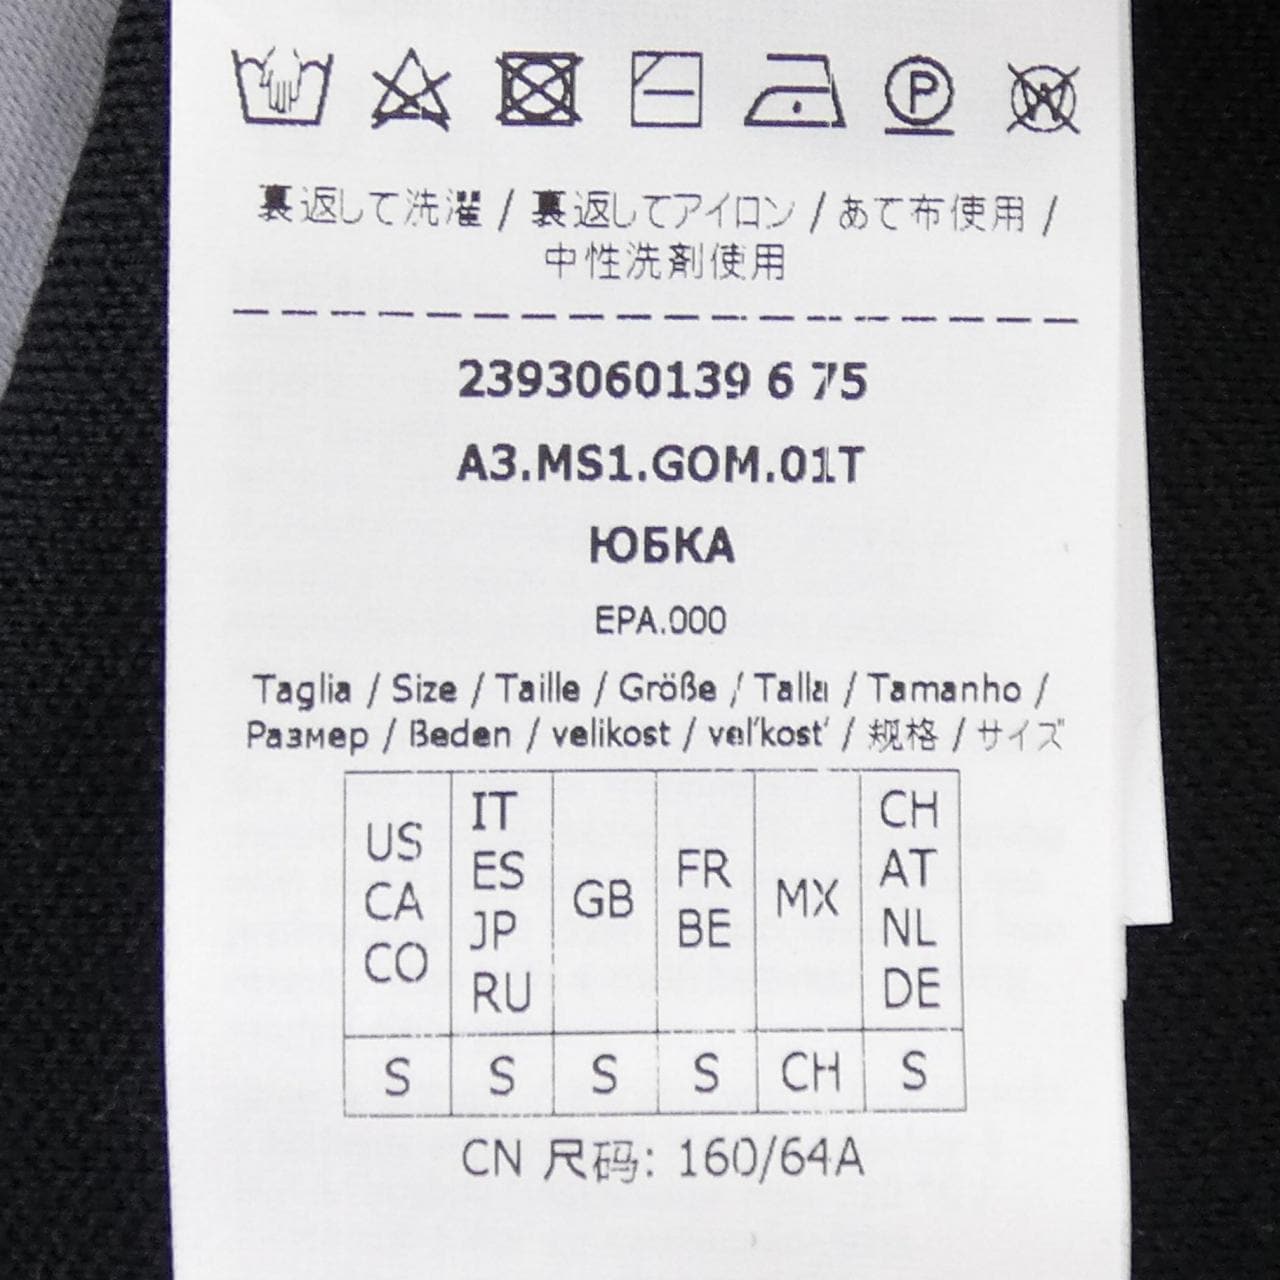 P
W
裏返して洗濯 / 裏返してアイロン / あて布使用 /
中性洗剤使用
2393060139 6 75
A3.MS1.GOM.01T
ЮБКА
EPA.000
Taglia / Size / Taille / Größe / Talla / Tamanho /
Размер / Beden / velikost / vel'kost' / 规格 / サイズ
US CA CO
IT ES JP RU
GB
FR BE
MX
CH AT NL DE
S S S S CH S
CN 尺码: 160/64A